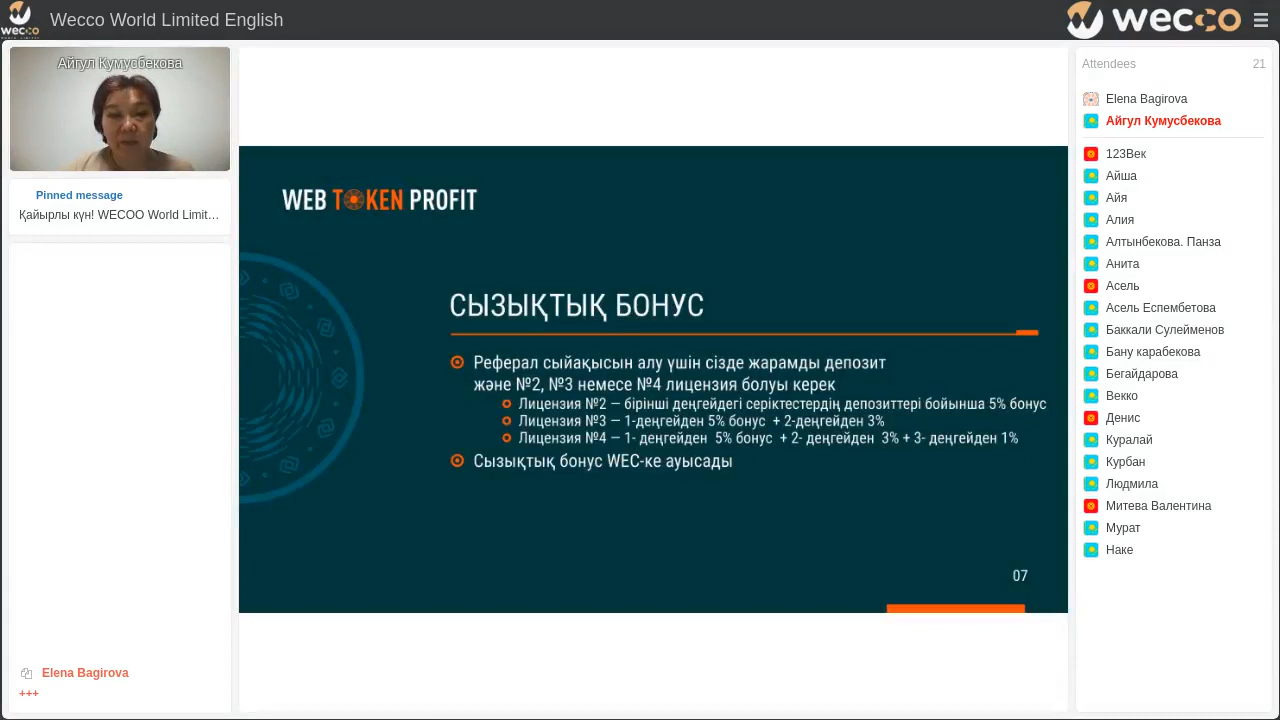 wecco
WORLD LIMITED
Wecco World Limited English
wecco
Айгул Кумусбекова
Pinned message
Қайырлы күн! WECOO World Limit…
Elena Bagirova
+++
WEB TOKEN PROFIT
СЫЗЫҚТЫҚ БОНУС
Реферал сыйақысын алу үшін сізде жарамды депозит
және №2, №3 немесе №4 лицензия болуы керек
Лицензия №2 — бірінші деңгейдегі серіктестердің депозиттері бойынша 5% бонус
Лицензия №3 — 1-деңгейден 5% бонус + 2-деңгейден 3%
Лицензия №4 — 1- деңгейден 5% бонус + 2- деңгейден 3% + 3- деңгейден 1%
Сызықтық бонус WEC-ке ауысады
07
Attendees 21
Elena Bagirova
Айгул Кумусбекова
123Век
Айша
Айя
Алия
Алтынбекова. Панза
Анита
Асель
Асель Еспембетова
Баккали Сулейменов
Бану карабекова
Бегайдарова
Векко
Денис
Куралай
Курбан
Людмила
Митева Валентина
Мурат
Наке